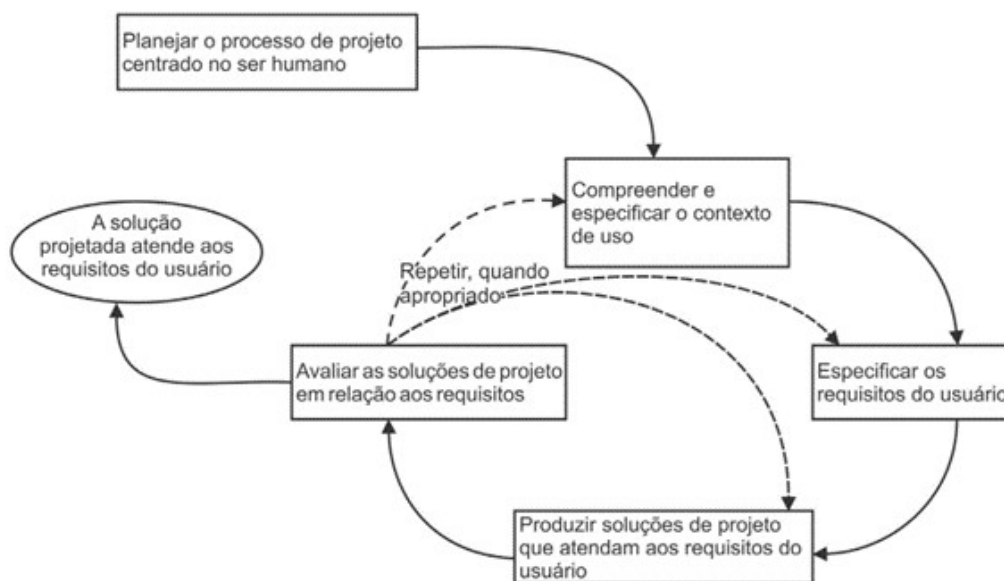 Planejar o processo de projeto
centrado no ser humano
Compreender e
especificar o contexto
de uso
A solução
projetada atende aos
requisitos do usuário
Repetir, quando
apropriado
Avaliar as soluções de projeto
em relação aos requisitos
Especificar os
requisitos do usuário
Produzir soluções de projeto
que atendam aos requisitos do
usuário